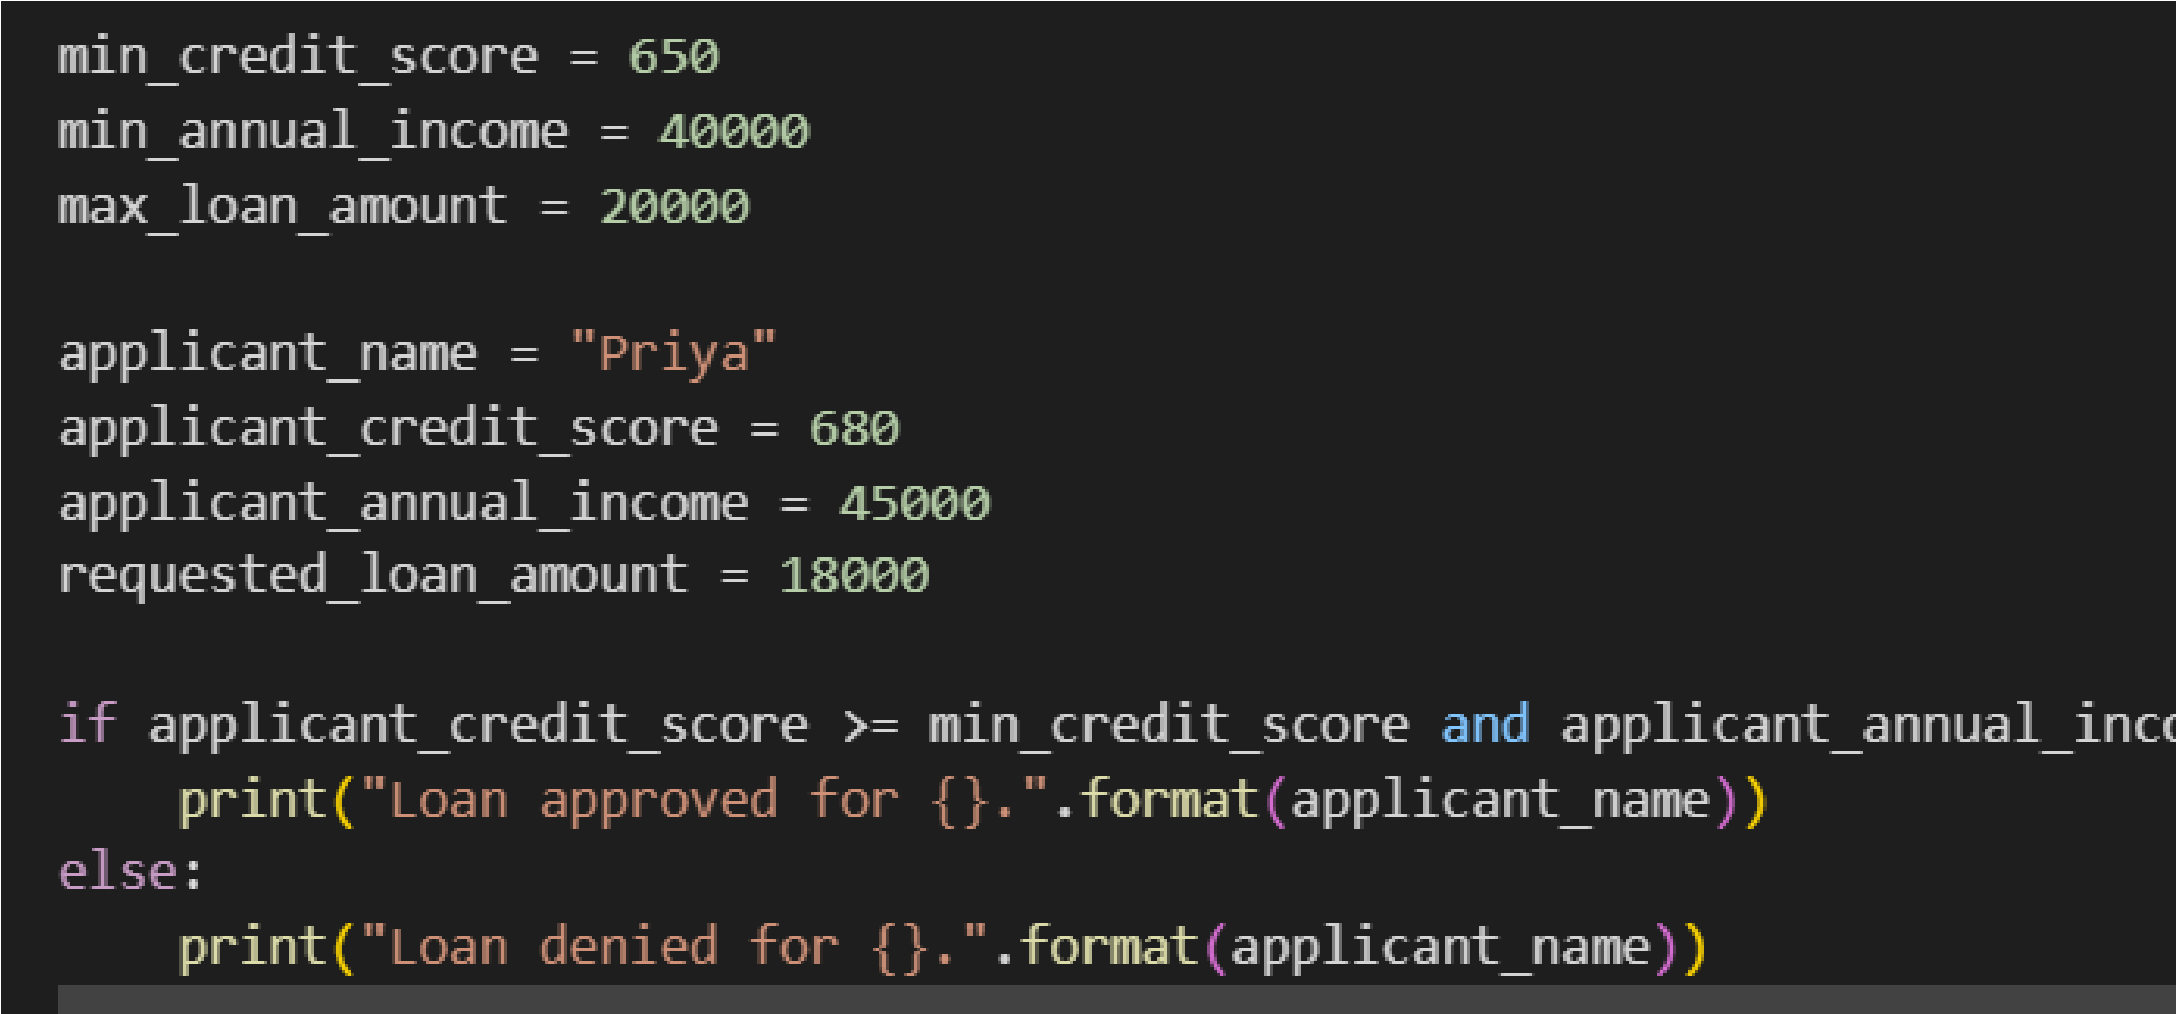 min_credit_score = 650
min_annual_income = 40000
max_loan_amount = 20000
applicant_name = "Priya"
applicant_credit_score = 680
applicant_annual_income = 45000
requested_loan_amount = 18000
if applicant_credit_score >= min_credit_score and applicant_annual_inco
print("Loan approved for {}.".format(applicant_name))
else:
print("Loan denied for {}.".format(applicant_name))